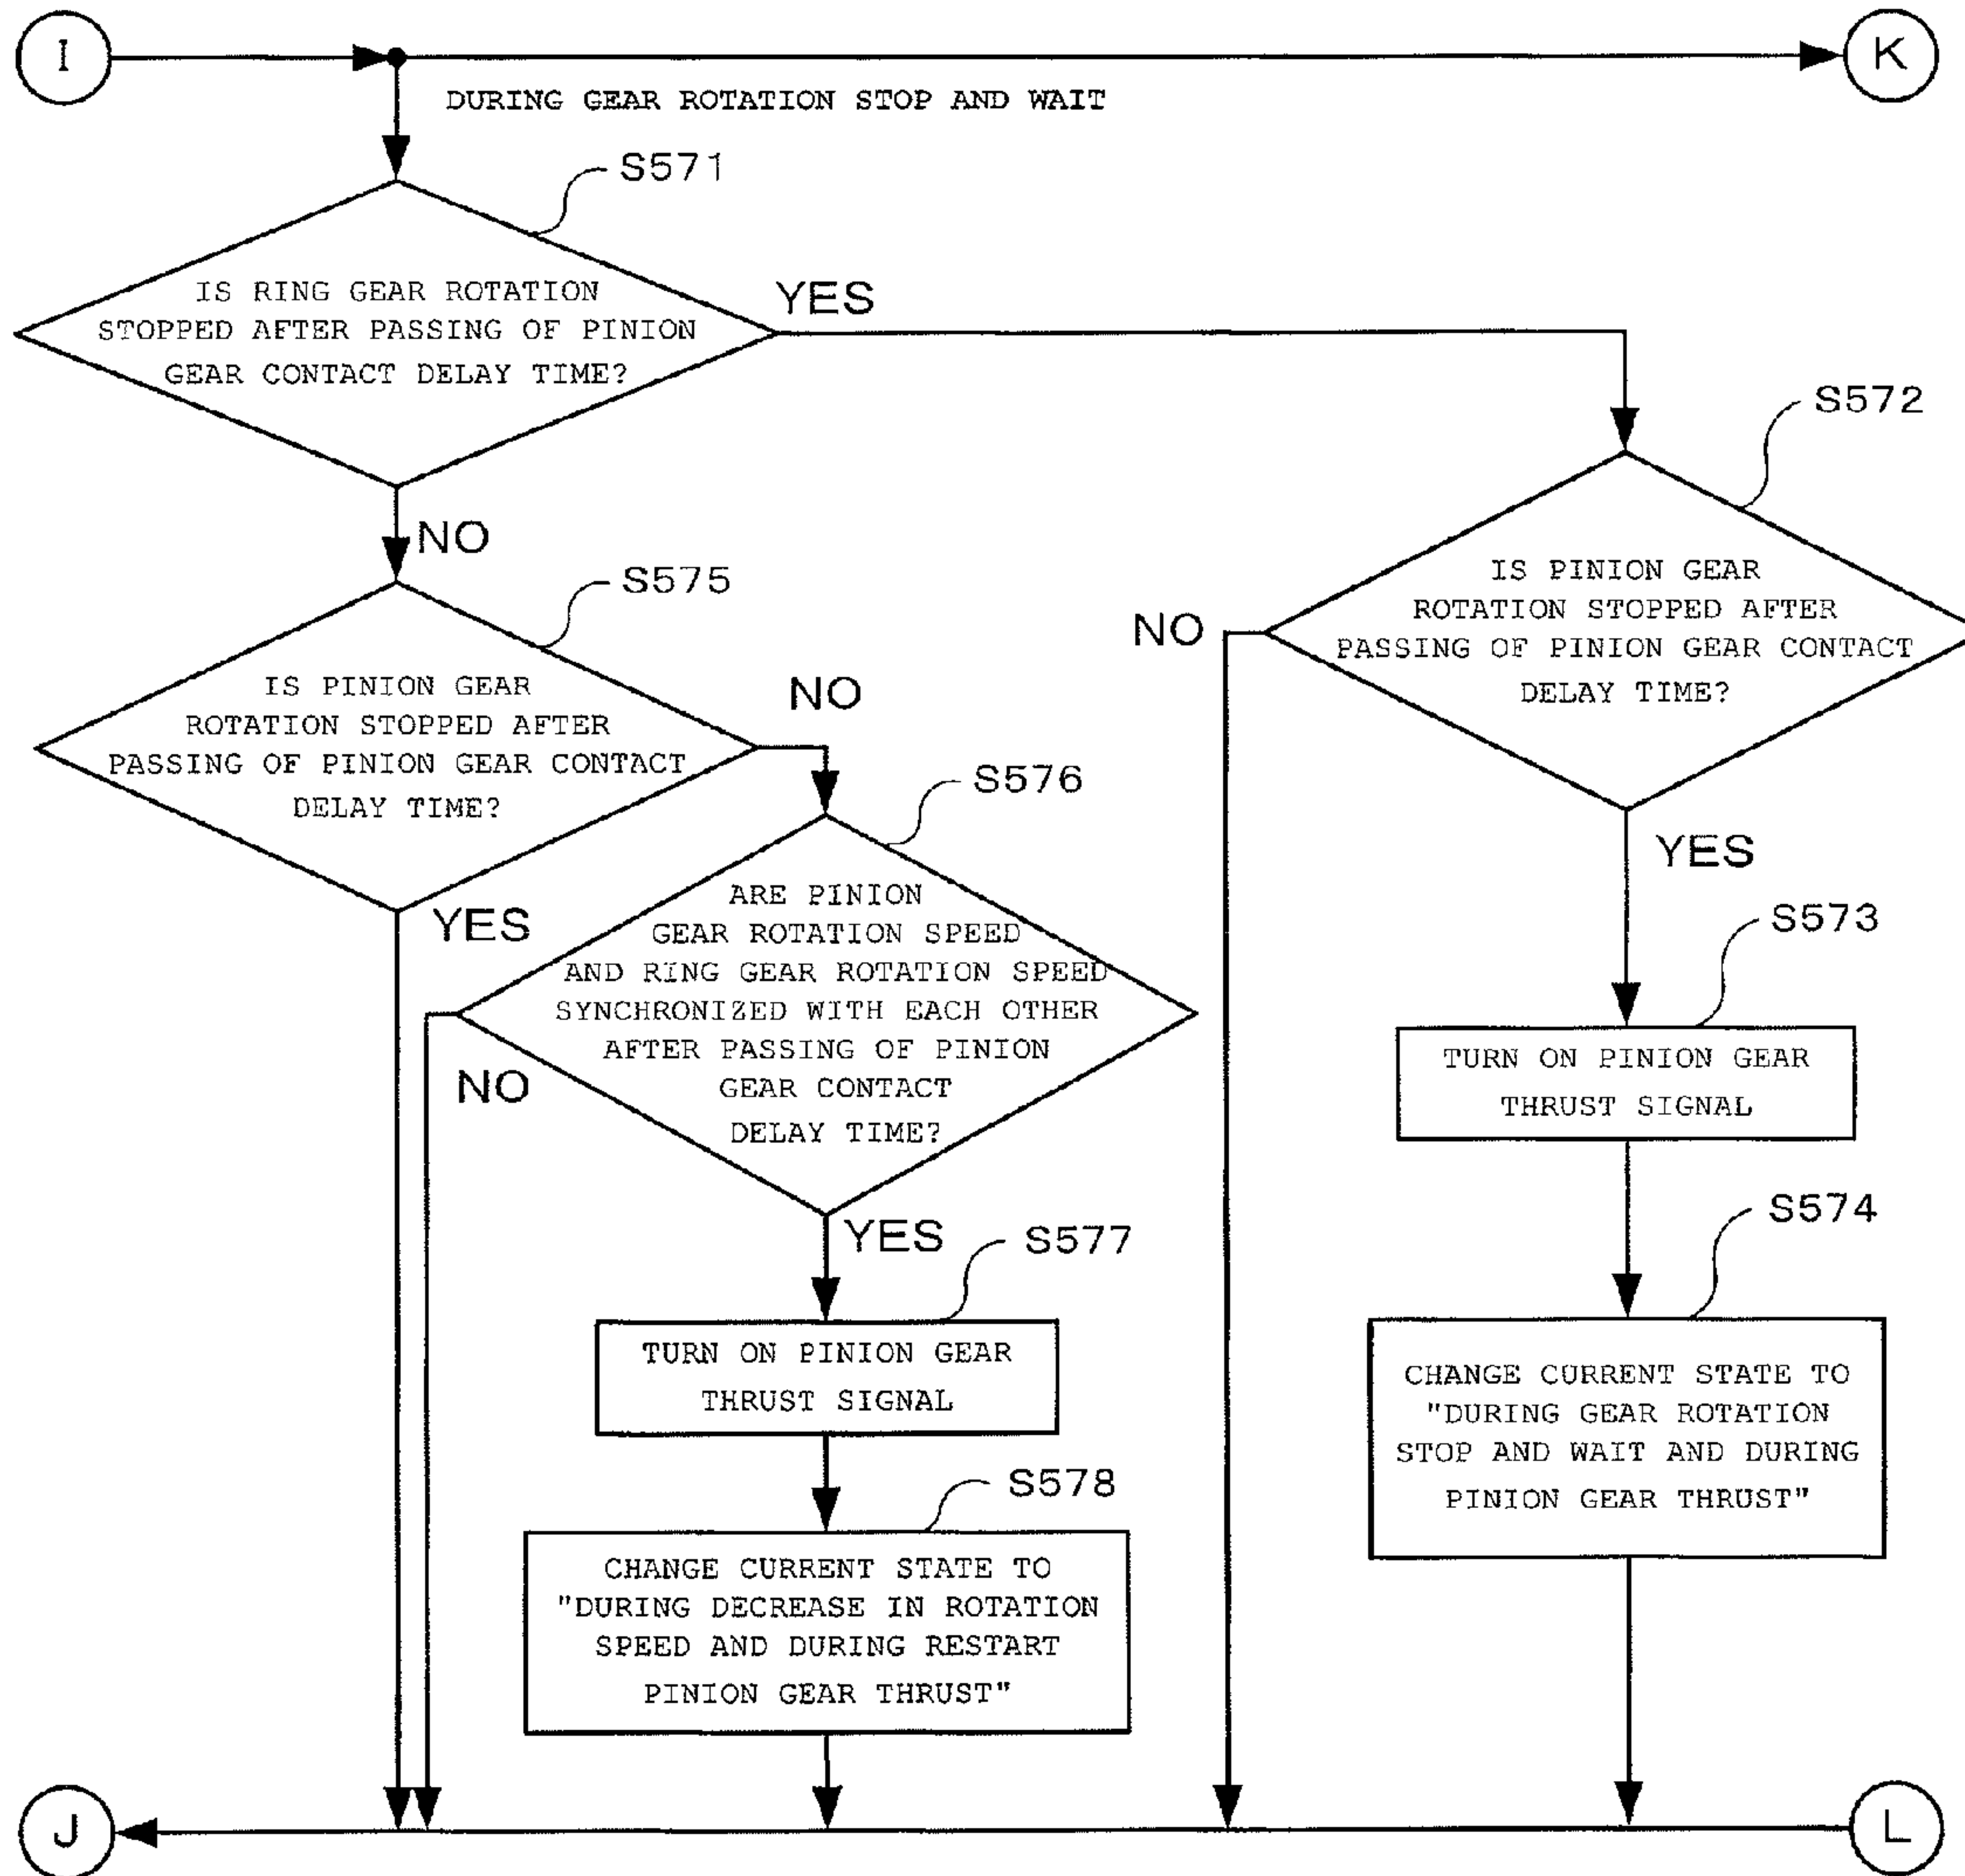 I
K
DURING GEAR ROTATION STOP AND WAIT
S571
IS RING GEAR ROTATION
STOPPED AFTER PASSING OF PINION
GEAR CONTACT DELAY TIME?
YES
NO
S572
IS PINION GEAR
ROTATION STOPPED AFTER
PASSING OF PINION GEAR CONTACT
DELAY TIME?
NO
YES
S575
IS PINION GEAR
ROTATION STOPPED AFTER
PASSING OF PINION GEAR CONTACT
DELAY TIME?
NO
YES
S576
ARE PINION
GEAR ROTATION SPEED
AND RING GEAR ROTATION SPEED
SYNCHRONIZED WITH EACH OTHER
AFTER PASSING OF PINION
GEAR CONTACT
DELAY TIME?
NO
YES
S573
TURN ON PINION GEAR
THRUST SIGNAL
S574
CHANGE CURRENT STATE TO
"DURING GEAR ROTATION
STOP AND WAIT AND DURING
PINION GEAR THRUST"
S577
TURN ON PINION GEAR
THRUST SIGNAL
S578
CHANGE CURRENT STATE TO
"DURING DECREASE IN ROTATION
SPEED AND DURING RESTART
PINION GEAR THRUST"
J
L